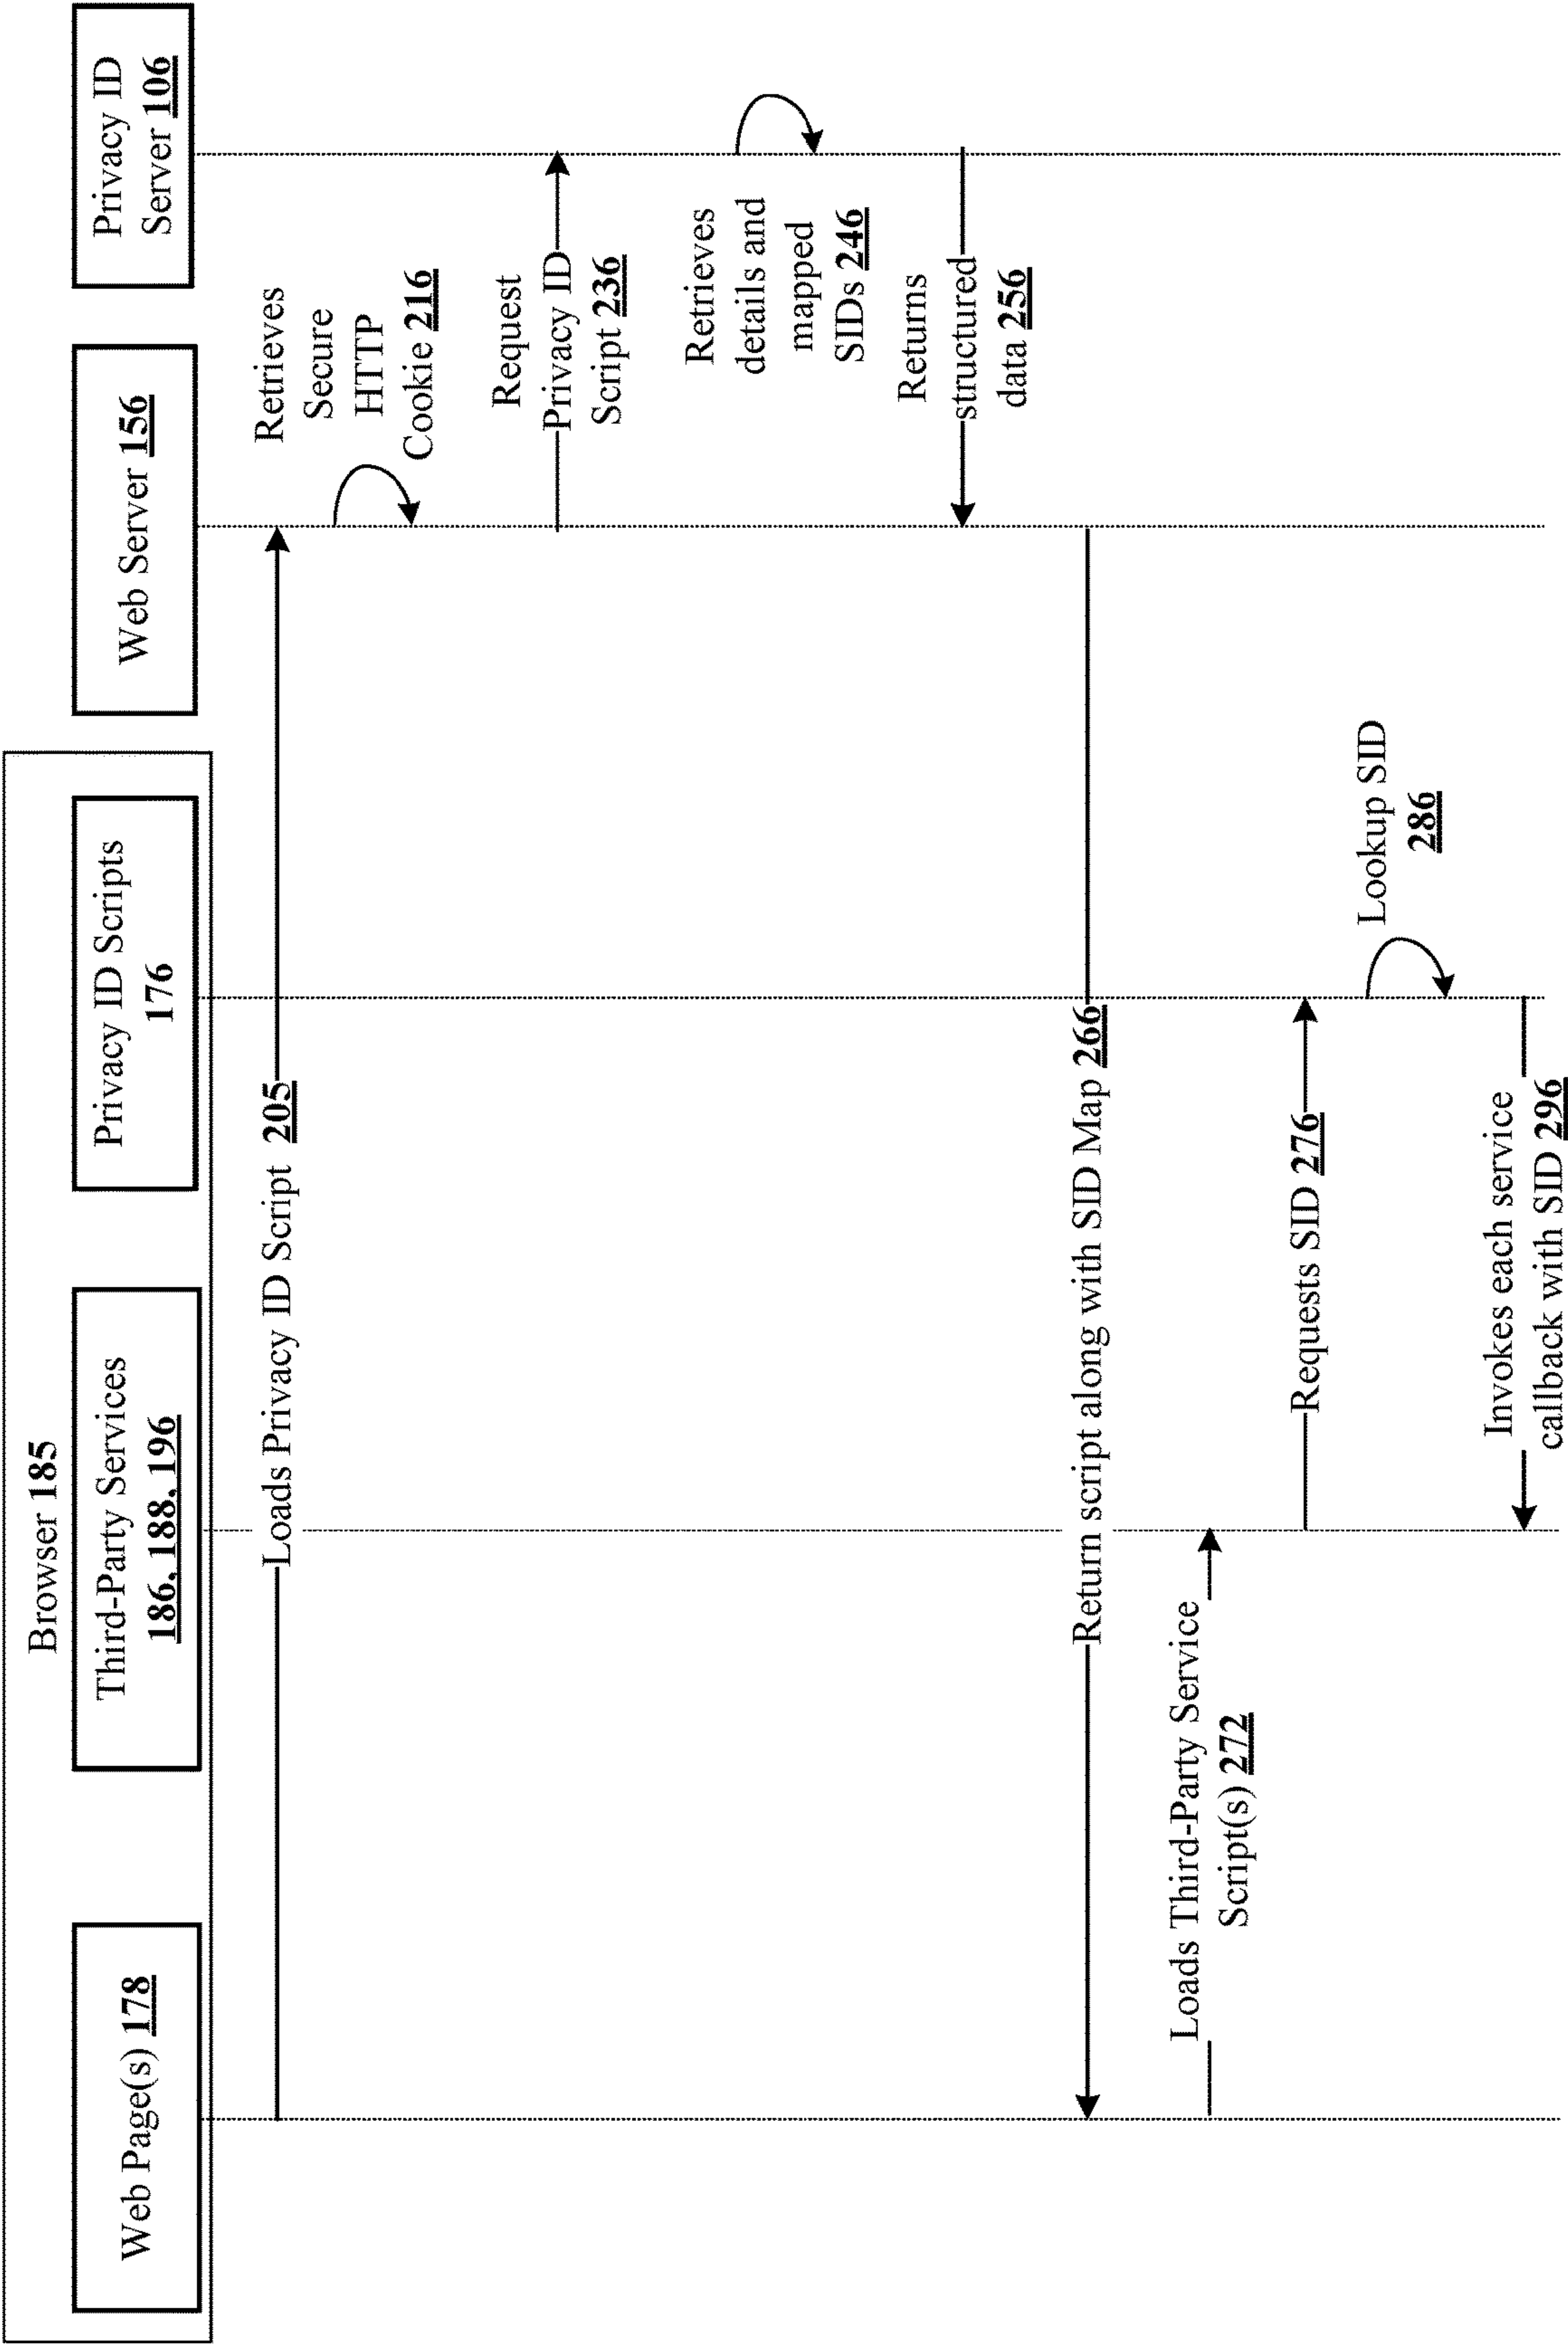 Browser 185
Web Page(s) 178
Third-Party Services
186, 188, 196
Privacy ID Scripts
176
Web Server 156
Privacy ID
Server 106
Loads Privacy ID Script 205
Retrieves
Secure
HTTP
Cookie 216
Request
Privacy ID
Script 236
Retrieves
details and
mapped
SIDs 246
Returns
structured
data 256
Return script along with SID Map 266
Loads Third-Party Service
Script(s) 272
Requests SID 276
Lookup SID
286
Invokes each service
callback with SID 296